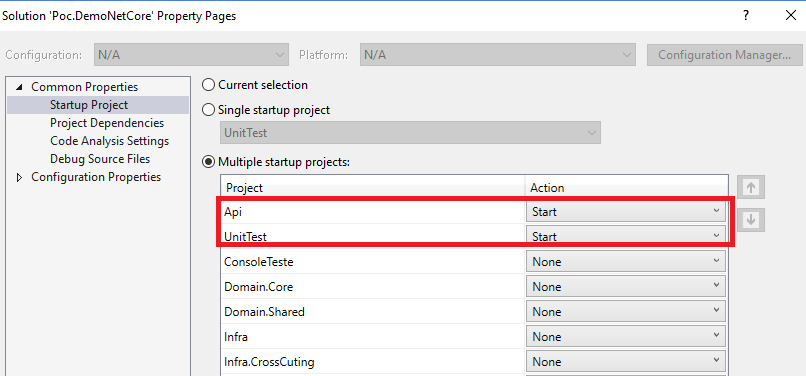 Solution 'Poc.DemoNetCore' Property Pages
Configuration: N/A Platform: N/A Configuration Manager...
Common Properties
Startup Project
Project Dependencies
Code Analysis Settings
Debug Source Files
Configuration Properties
Current selection
Single startup project
UnitTest
Multiple startup projects:
Project Action
Api Start
UnitTest Start
ConsoleTeste None
Domain.Core None
Domain.Shared None
Infra None
Infra.CrossCuting None